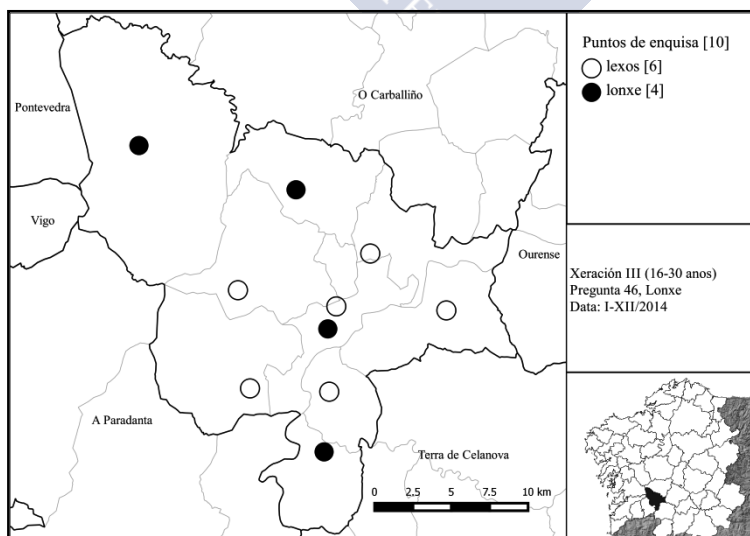 Puntos de enquisa [10]
lexos [6]
lonxe [4]
Pontevedra
O Carballiño
Vigo
Ourense
A Paradanta
Terra de Celanova
0 2,5 5 7,5 10 km
Xeración III (16-30 anos)
Pregunta 46, Lonxe
Data: I-XII/2014